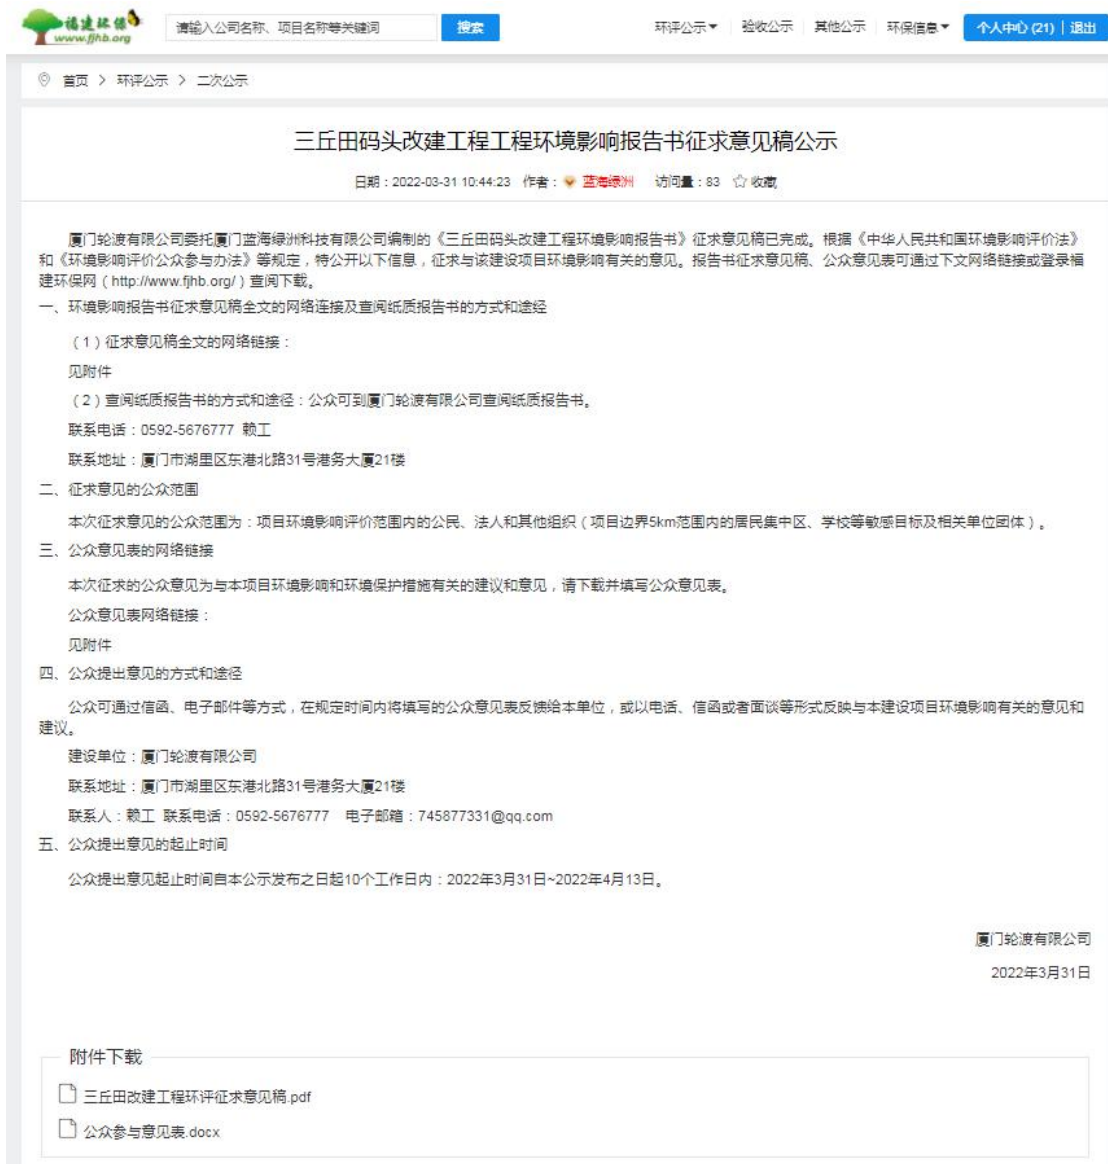 福建环保
www.fjhb.org
请输入公司名称、项目名称等关键词
搜索
环评公示 验收公示 其他公示 环保信息 个人中心 (21) | 退出
首页 > 环评公示 > 二次公示
三丘田码头改建工程工程环境影响报告书征求意见稿公示
日期：2022-03-31 10:44:23 作者： 蓝海绿洲 访问量：83 收藏
厦门轮渡有限公司委托厦门蓝海绿洲科技有限公司编制的《三丘田码头改建工程环境影响报告书》征求意见稿已完成。根据《中华人民共和国环境影响评价法》
和《环境影响评价公众参与办法》等规定，特公开以下信息，征求与该建设项目环境影响有关的意见。报告书征求意见稿、公众意见表可通过下文网络链接或登录福
建环保网（http://www.fjhb.org/）查阅下载。
一、环境影响报告书征求意见稿全文的网络连接及查阅纸质报告书的方式和途经
（1）征求意见稿全文的网络链接：
见附件
（2）查阅纸质报告书的方式和途径：公众可到厦门轮渡有限公司查阅纸质报告书。
联系电话：0592-5676777 赖工
联系地址：厦门市湖里区东港北路31号港务大厦21楼
二、征求意见的公众范围
本次征求意见的公众范围为：项目环境影响评价范围内的公民、法人和其他组织（项目边界5km范围内的居民集中区、学校等敏感目标及相关单位团体）。
三、公众意见表的网络链接
本次征求的公众意见为与本项目环境影响和环境保护措施有关的建议和意见，请下载并填写公众意见表。
公众意见表网络链接：
见附件
四、公众提出意见的方式和途径
公众可通过信函、电子邮件等方式，在规定时间内将填写的公众意见表反馈给本单位，或以电话、信函或者面谈等形式反映与本建设项目环境影响有关的意见和
建议。
建设单位：厦门轮渡有限公司
联系地址：厦门市湖里区东港北路31号港务大厦21楼
联系人：赖工 联系电话：0592-5676777 电子邮箱：745877331@qq.com
五、公众提出意见的起止时间
公众提出意见起止时间自本公示发布之日起10个工作日内：2022年3月31日~2022年4月13日。
厦门轮渡有限公司
2022年3月31日
附件下载
三丘田改建工程环评征求意见稿.pdf
公众参与意见表.docx